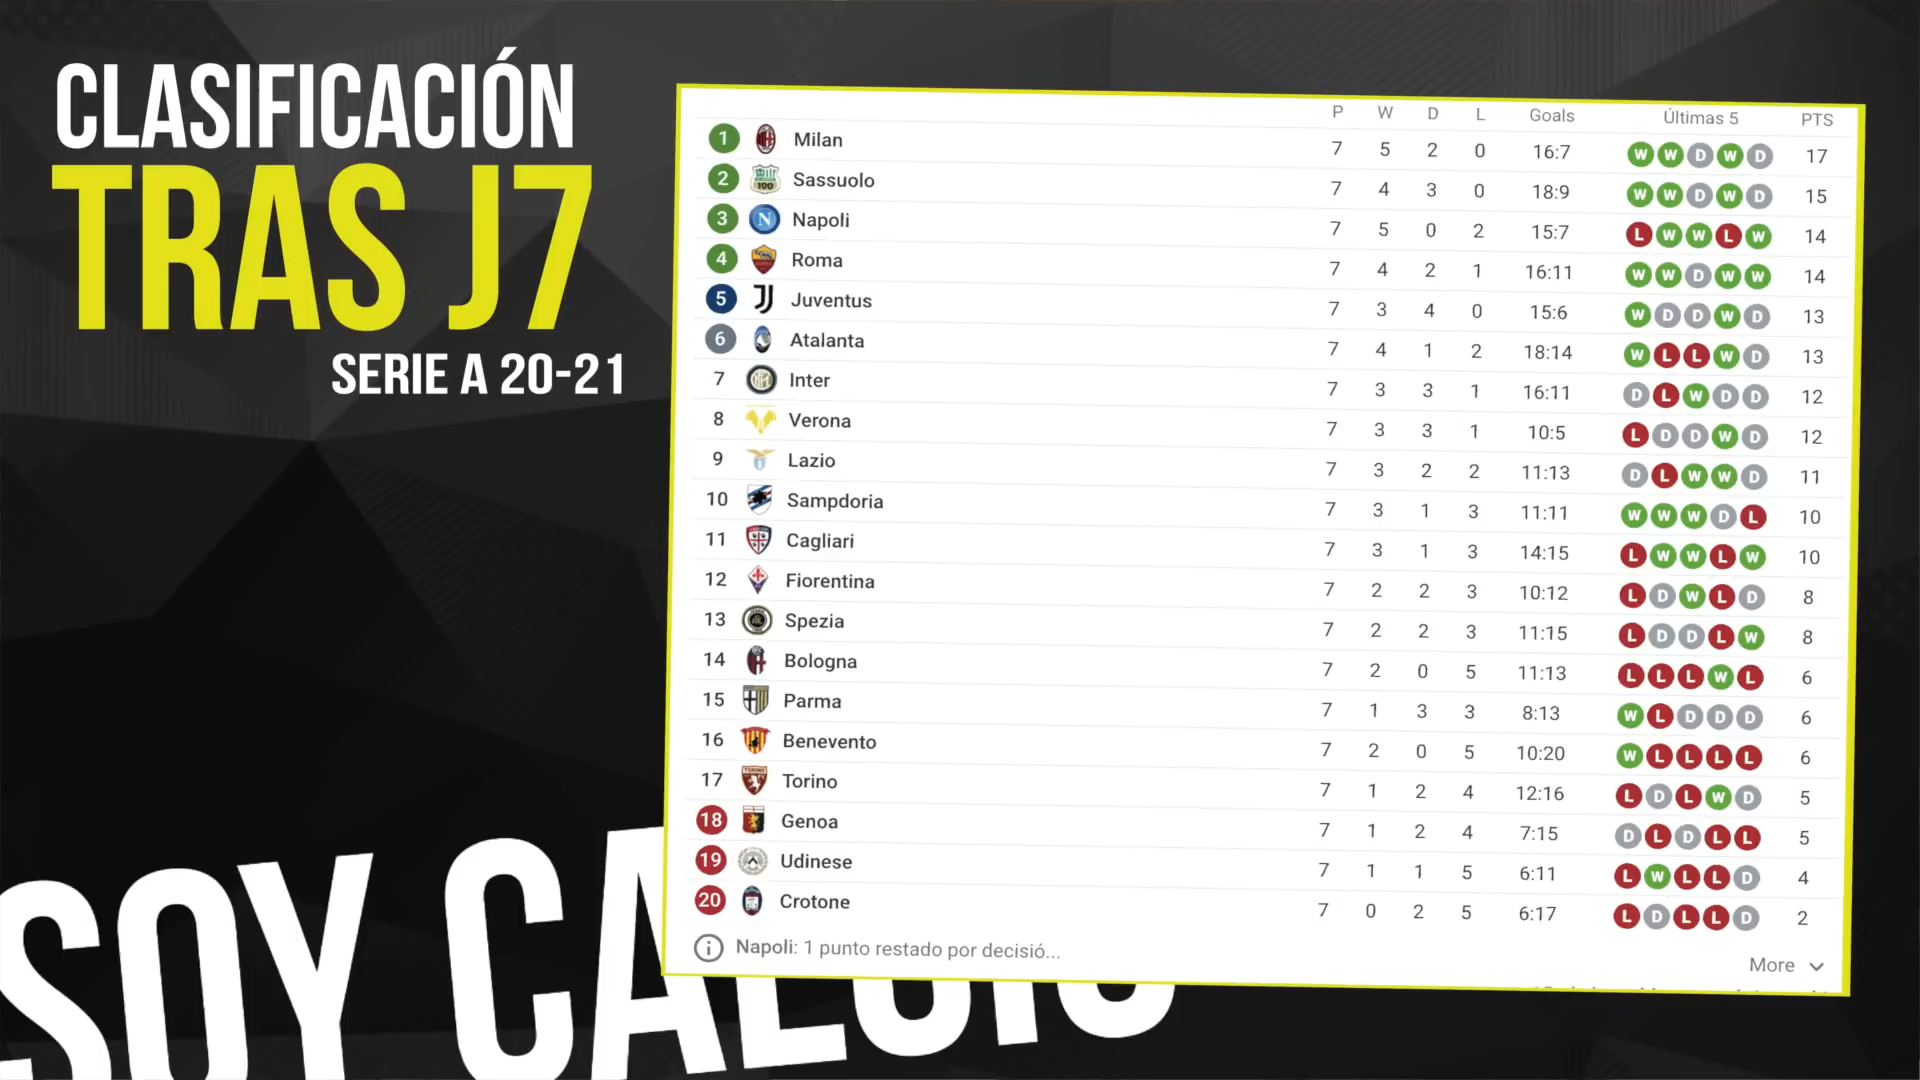 CLASIFICACIÓN
TRAS J7
SERIE A 20-21
P W D L Goals Últimas 5 PTS
1 Milan 7 5 2 0 16:7 W W D W D 17
2 Sassuolo 7 4 3 0 18:9 W W D W D 15
3 Napoli 7 5 0 2 15:7 L W W L W 14
4 Roma 7 4 2 1 16:11 W W D W W 14
5 Juventus 7 3 4 0 15:6 W D D W D 13
6 Atalanta 7 4 1 2 18:14 W L L W D 13
7 Inter 7 3 3 1 16:11 D L W D D 12
8 Verona 7 3 3 1 10:5 L D D W D 12
9 Lazio 7 3 2 2 11:13 D L W W D 11
10 Sampdoria 7 3 1 3 11:11 W W W D L 10
11 Cagliari 7 3 1 3 14:15 L W W L W 10
12 Fiorentina 7 2 2 3 10:12 L D W L D 8
13 Spezia 7 2 2 3 11:15 L D D L W 8
14 Bologna 7 2 0 5 11:13 L L L W L 6
15 Parma 7 1 3 3 8:13 W L D D D 6
16 Benevento 7 2 0 5 10:20 W L L L L 6
17 Torino 7 1 2 4 12:16 L D L W D 5
18 Genoa 7 1 2 4 7:15 D L D L L 5
19 Udinese 7 1 1 5 6:11 L W L L D 4
20 Crotone 7 0 2 5 6:17 L D L L D 2
Napoli: 1 punto restado por decisió...
More
SOY CALCIO